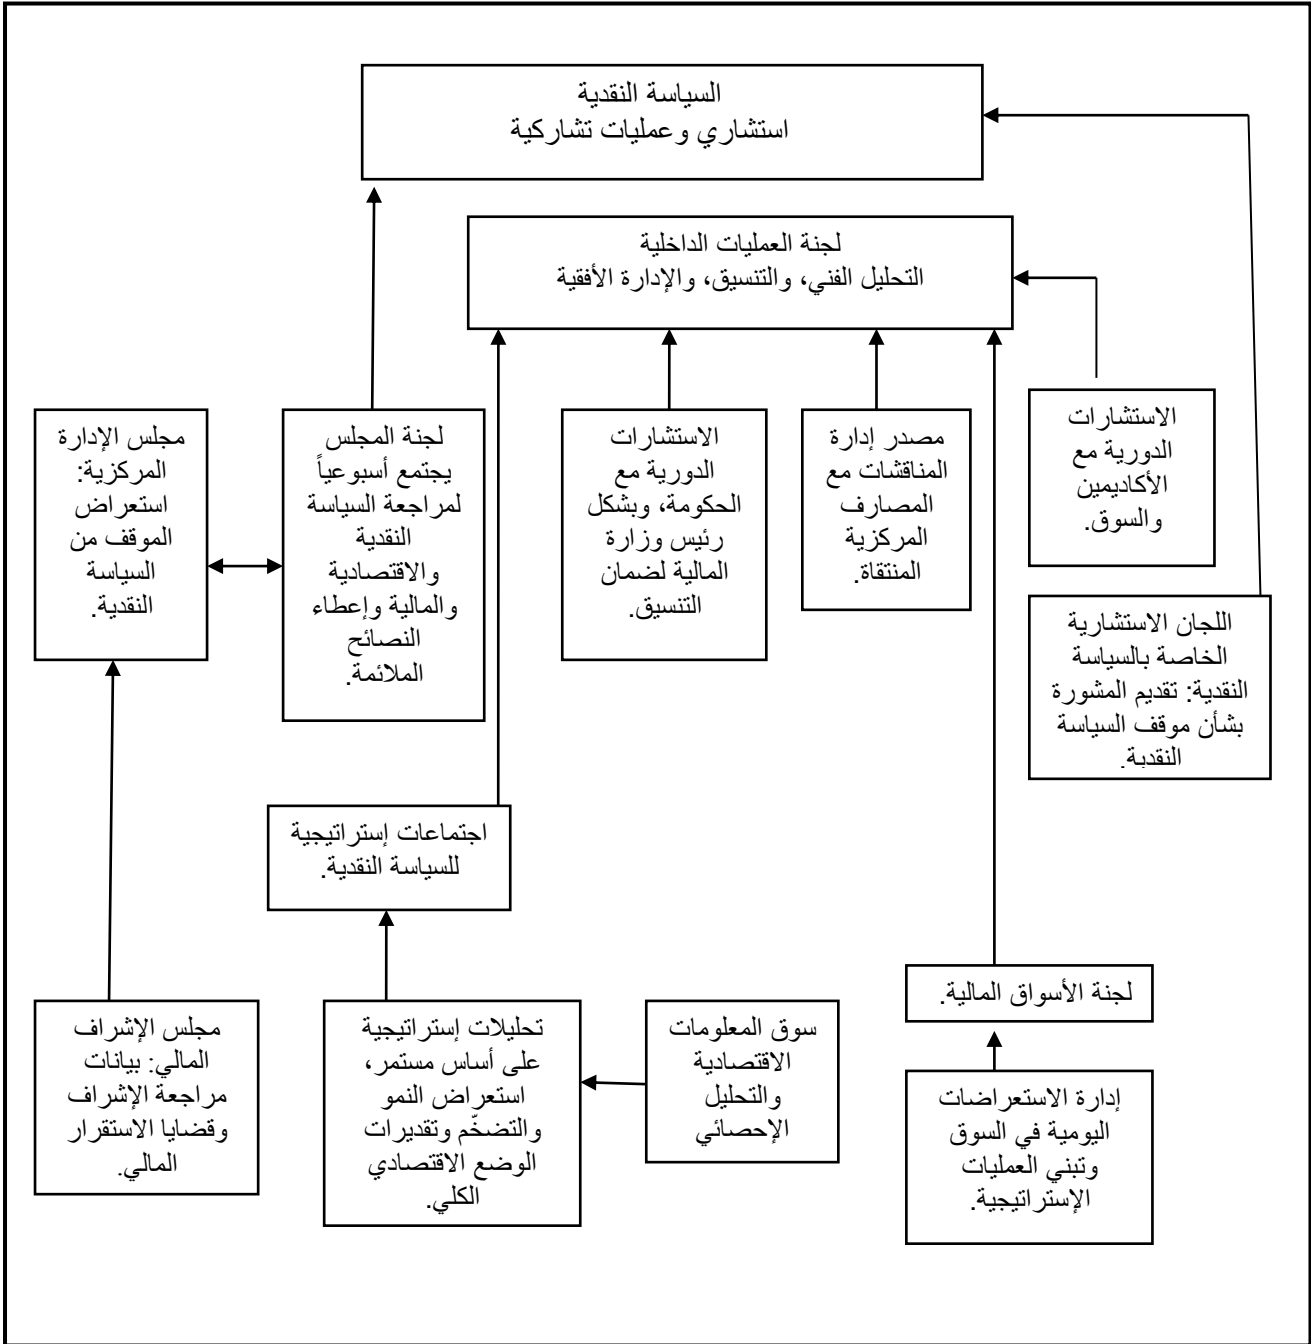 السياسة النقدية
استشاري وعمليات تشاركية
لجنة العمليات الداخلية
التحليل الفني، والتنسيق، والإدارة الأفقية
الاستشارات
الدورية مع
الأكاديمين
والسوق.
مصدر إدارة
المناقشات مع
المصارف
المركزية
المنتقاة.
الاستشارات
الدورية مع
الحكومة، وبشكل
رئيس وزارة
المالية لضمان
التنسيق.
لجنة المجلس
يجتمع أسبوعياً
لمراجعة السياسة
النقدية
والاقتصادية
والمالية وإعطاء
النصائح
الملائمة.
مجلس الإدارة
المركزية:
استعراض
الموقف من
السياسة
النقدية.
اللجان الاستشارية
الخاصة بالسياسة
النقدية: تقديم المشورة
بشأن موقف السياسة
النقدية.
اجتماعات إستراتيجية
للسياسة النقدية.
لجنة الأسواق المالية.
إدارة الاستعراضات
اليومية في السوق
وتبني العمليات
الإستراتيجية.
سوق المعلومات
الاقتصادية
والتحليل
الإحصائي
تحليلات إستراتيجية
على أساس مستمر،
استعراض النمو
والتضخّم وتقديرات
الوضع الاقتصادي
الكلي.
مجلس الإشراف
المالي: بيانات
مراجعة الإشراف
وقضايا الاستقرار
المالي.